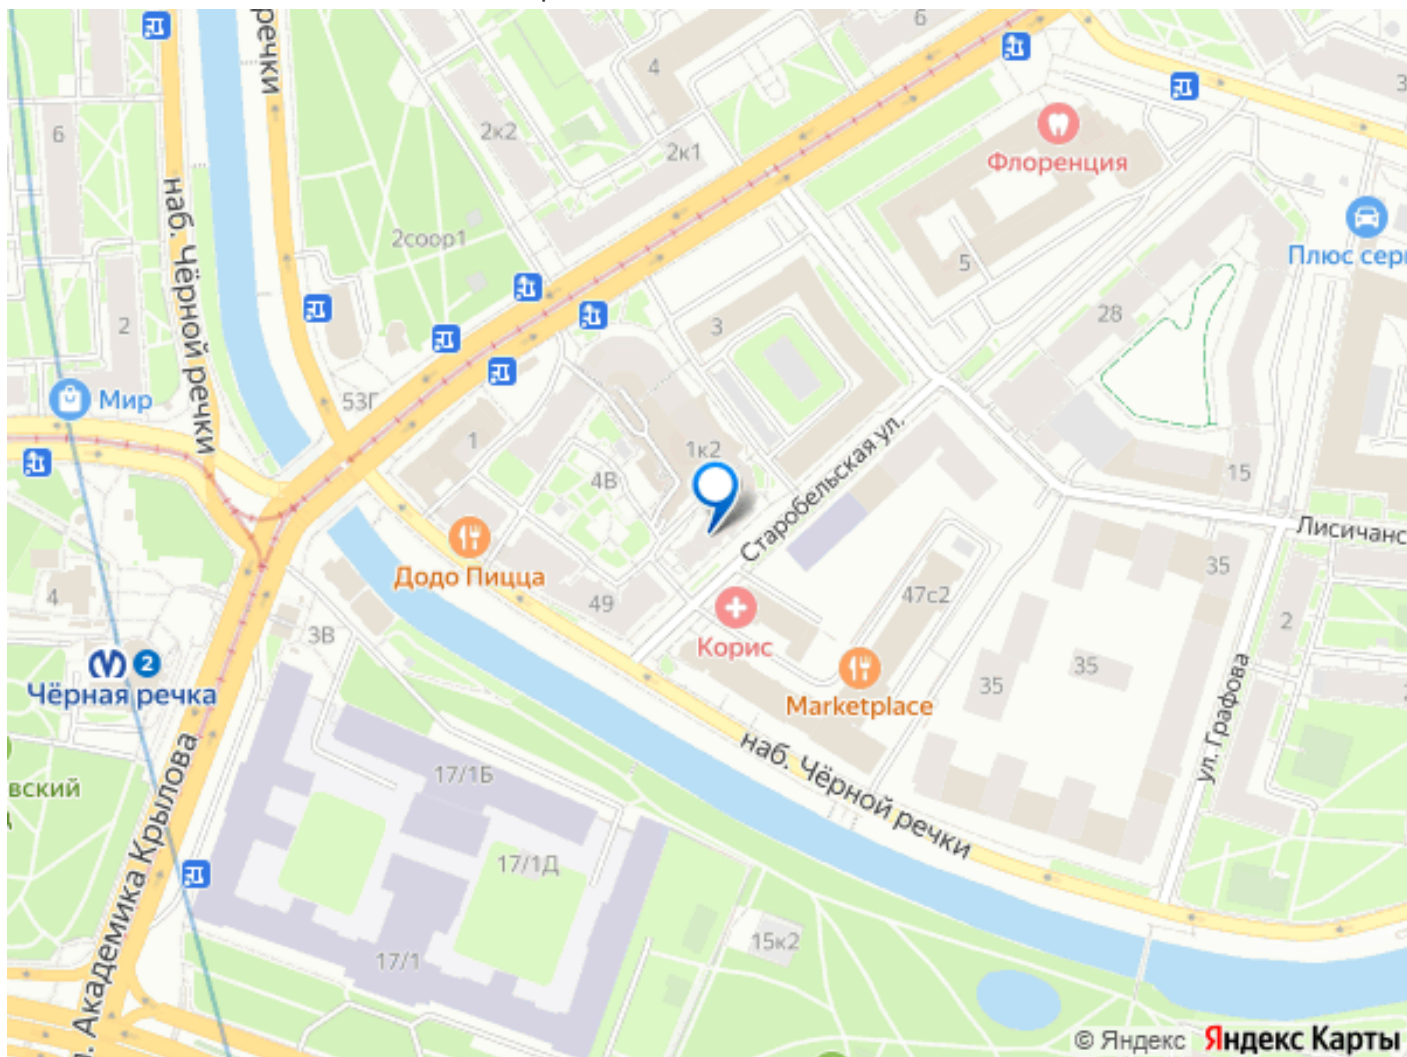 речки
6
4
3
6
2к2
2к1
Флоренция
наб. Чёрной речки
2соор1
5
Плюс сер
2
3
28
Мир
53Г
1
1к2
Старобельская ул.
4В
15
Лисичанс
Додо Пицца
49
47с2
35
4
3В
Корис
2
2
Чёрная речка
35
35
Marketplace
ул. Графова
наб. Чёрной речки
17/1Б
вский
Академика Крылова
17/1Д
15к2
17/1
© Яндекс Яндекс Карты